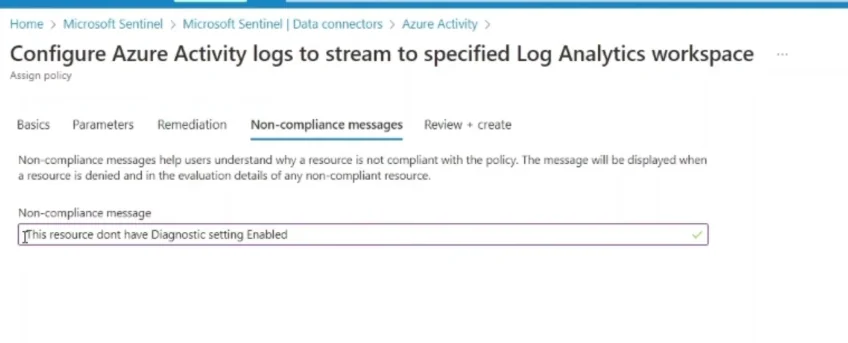 Home > Microsoft Sentinel > Microsoft Sentinel | Data connectors > Azure Activity >
Configure Azure Activity logs to stream to specified Log Analytics workspace ...
Assign policy
Basics Parameters Remediation Non-compliance messages Review + create
Non-compliance messages help users understand why a resource is not compliant with the policy. The message will be displayed when
a resource is denied and in the evaluation details of any non-compliant resource.
Non-compliance message
This resource dont have Diagnostic setting Enabled